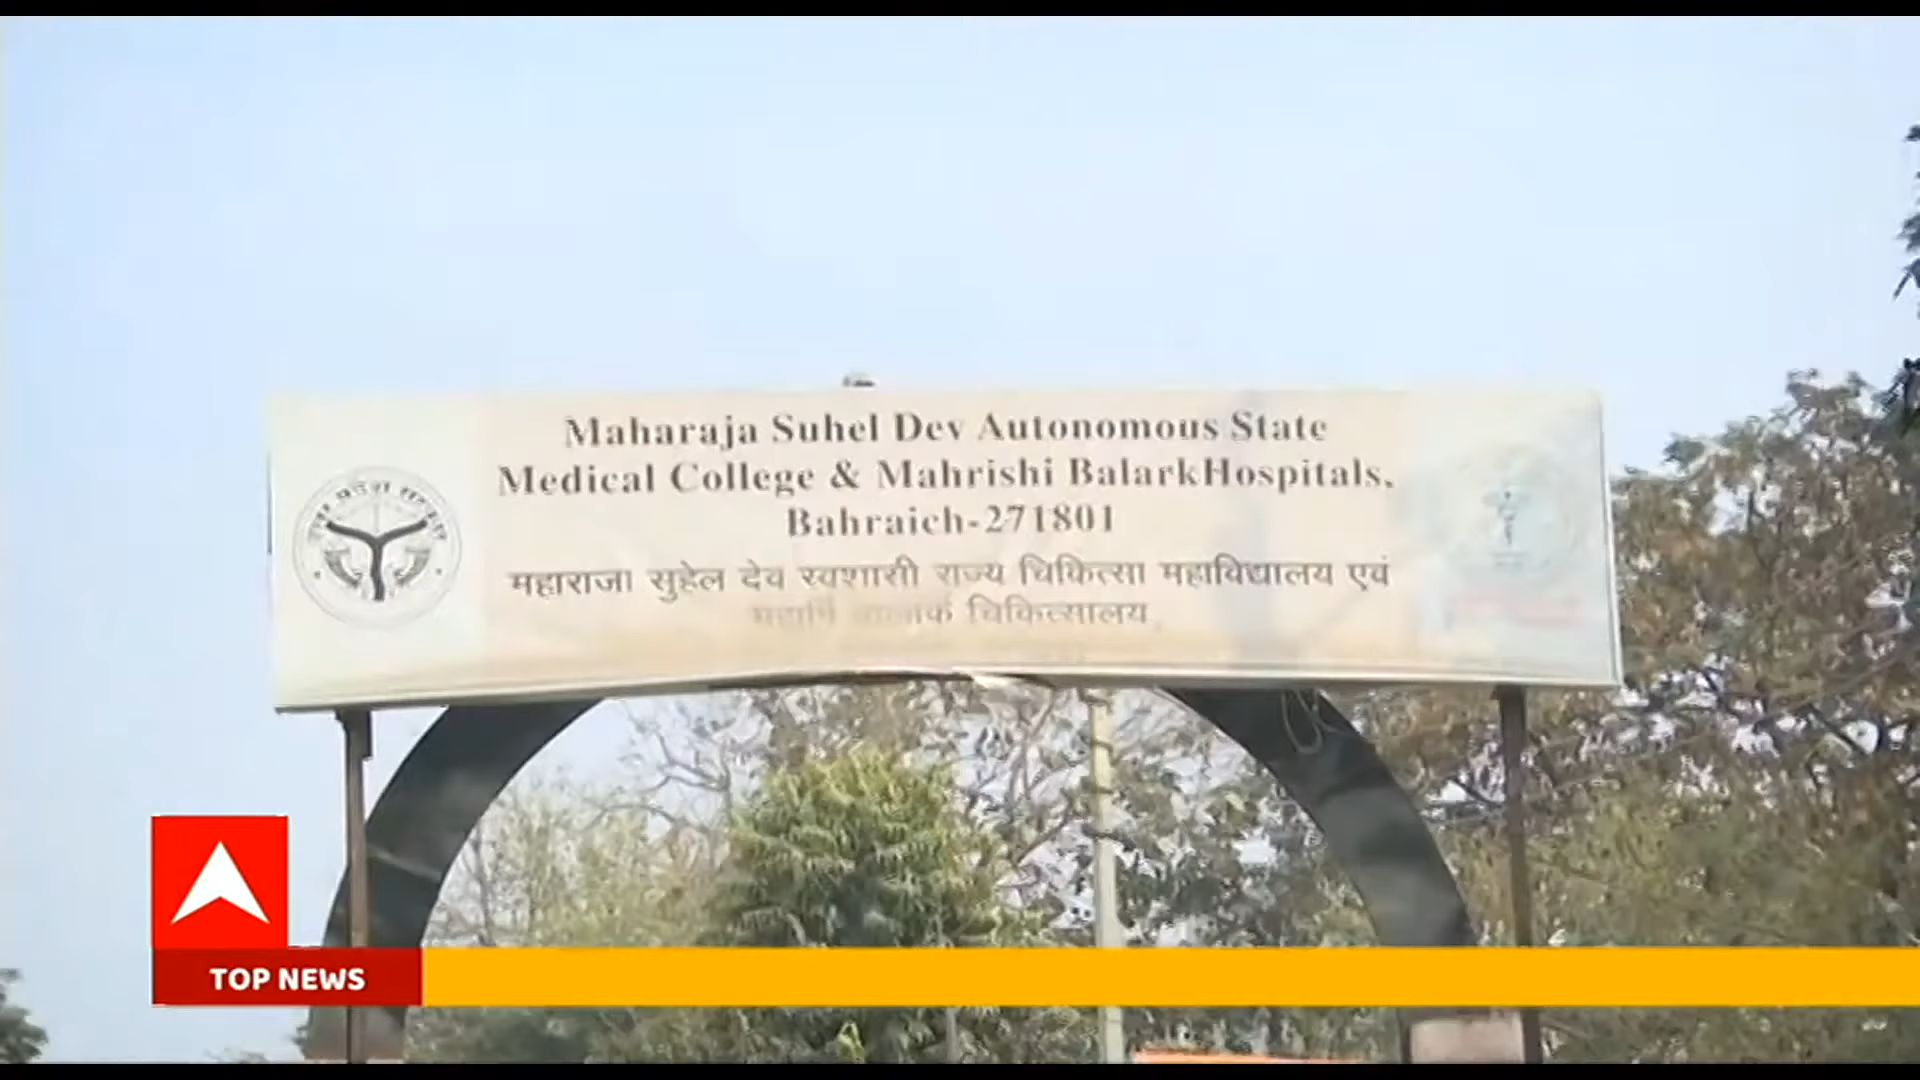 Maharaja Suhel Dev Autonomous State
Medical College & Mahrishi BalarkHospitals,
Bahraich-271801
महाराजा सुहेल देव स्वशासी राज्य चिकित्सा महाविद्यालय एवं
महर्षि बालार्क चिकित्सालय
TOP NEWS